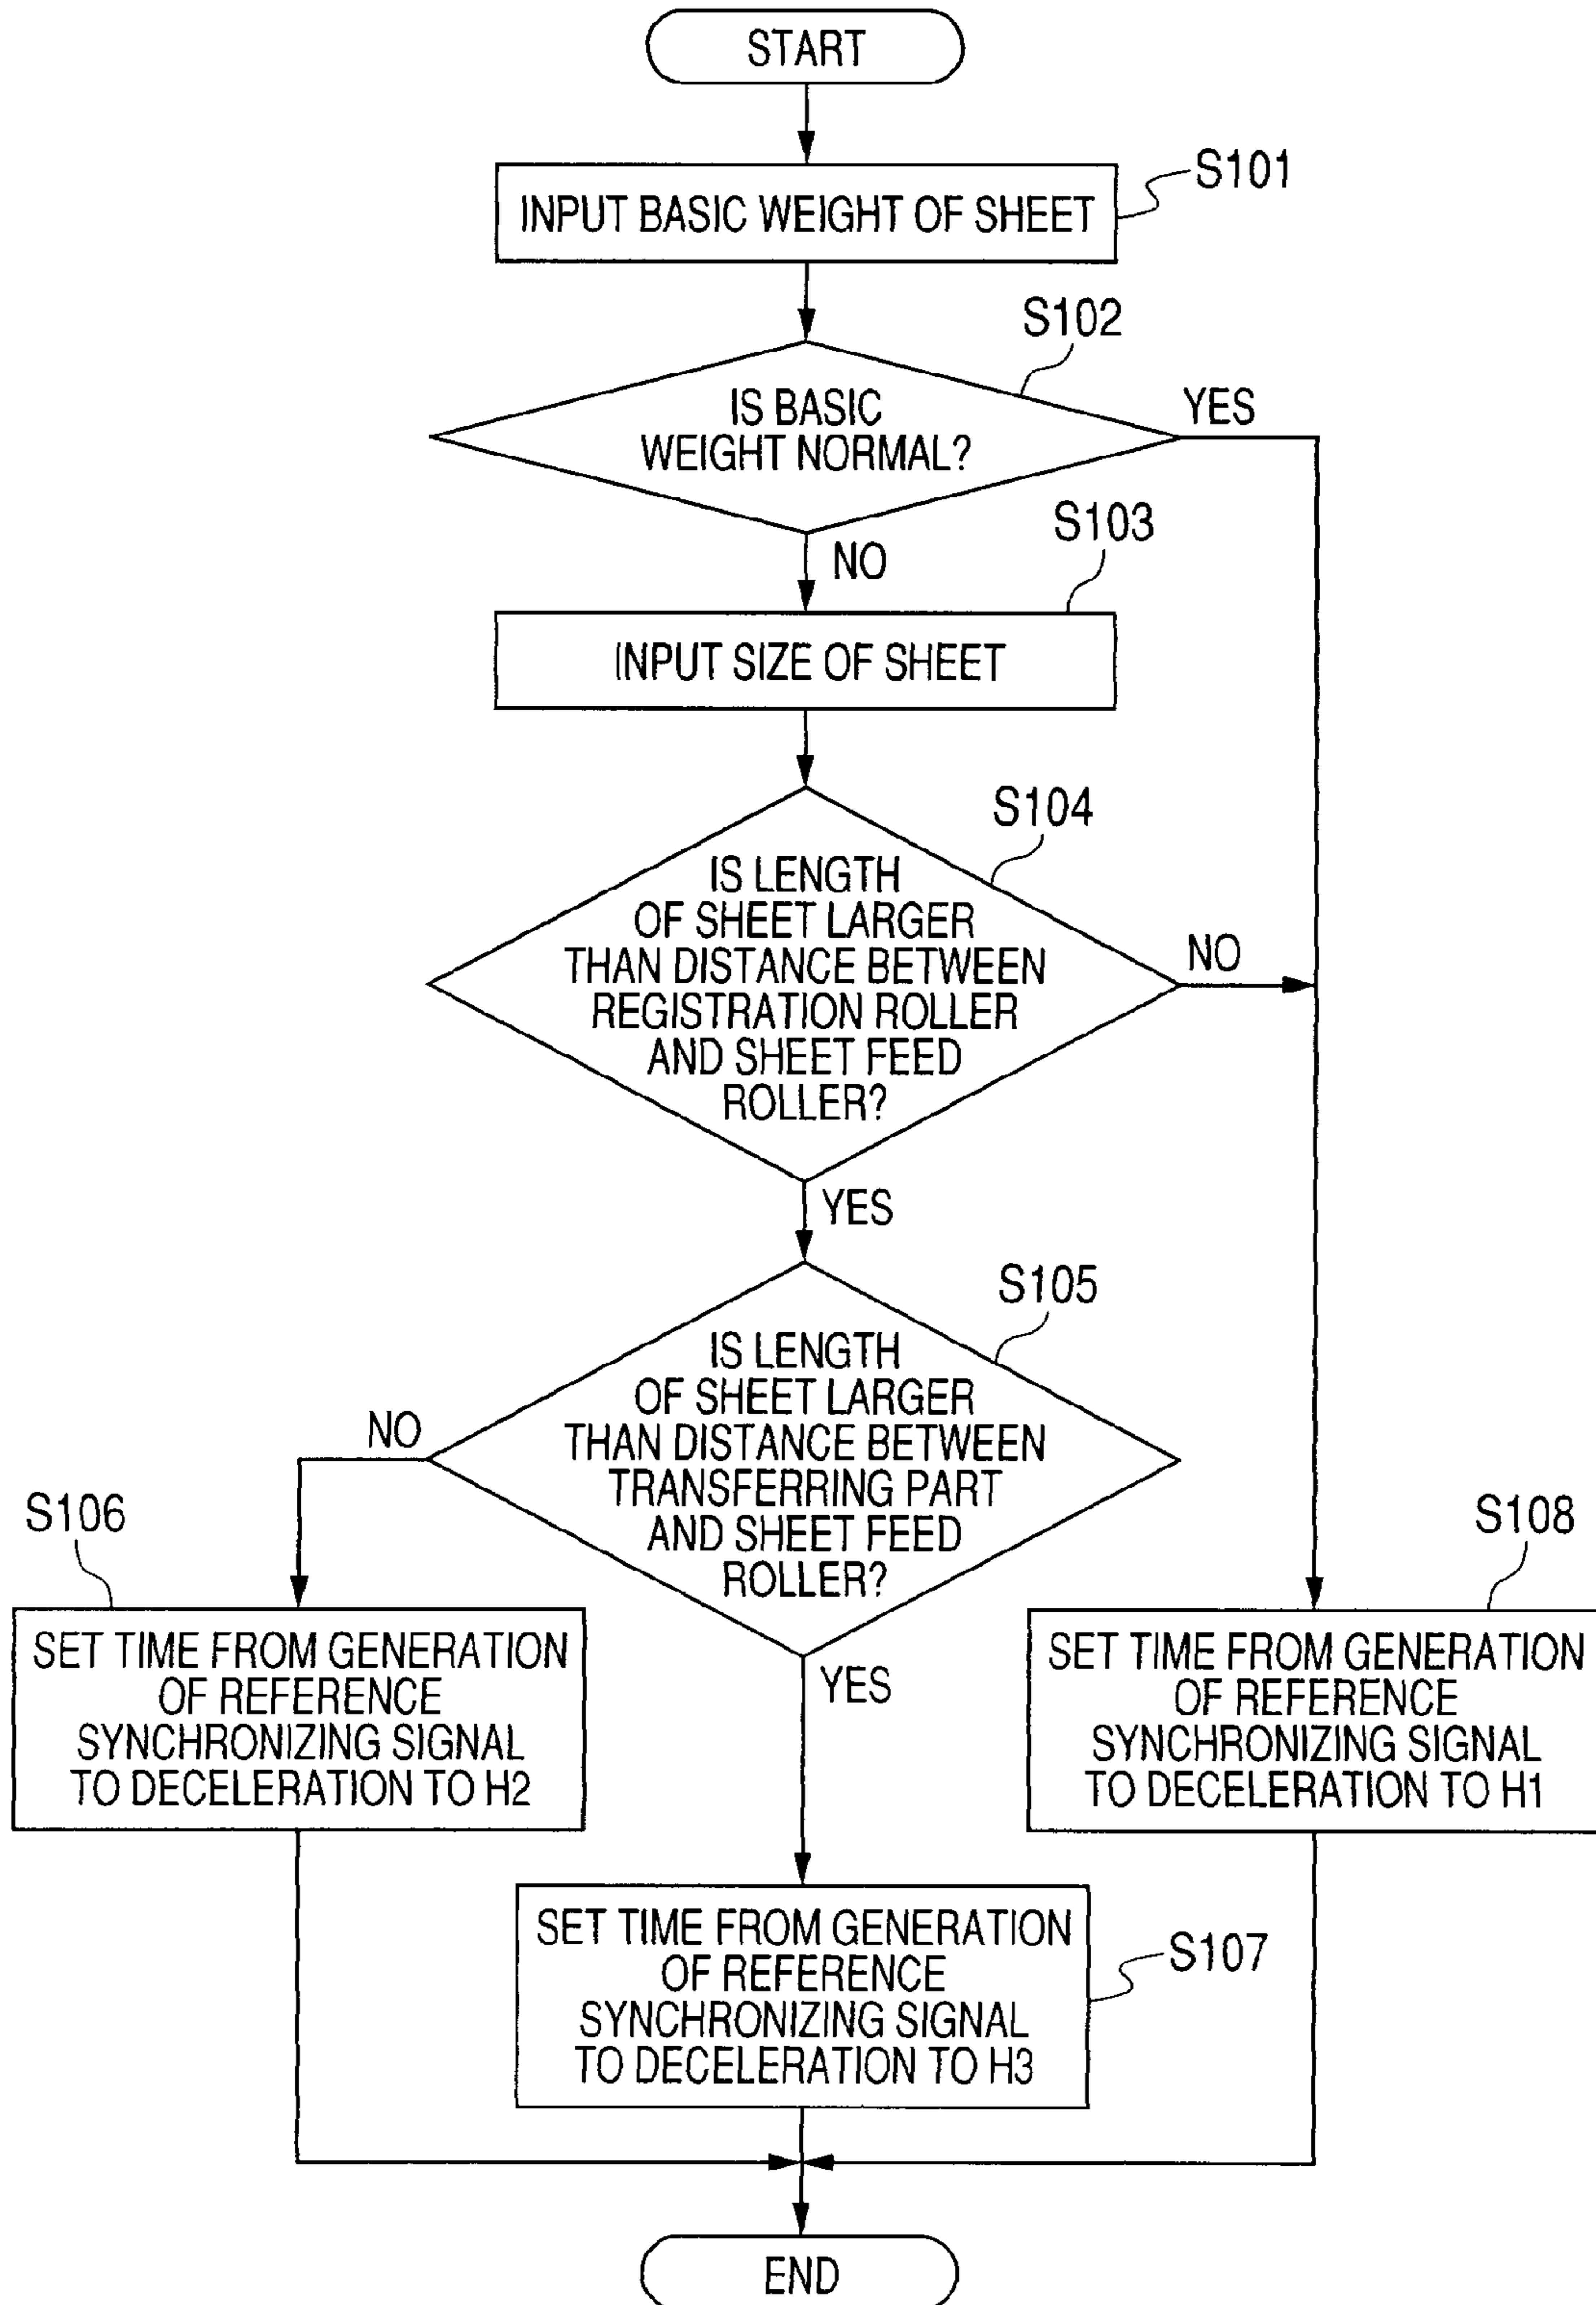 START
S101
INPUT BASIC WEIGHT OF SHEET
S102
IS BASIC
WEIGHT NORMAL?
YES
NO
S103
INPUT SIZE OF SHEET
S104
IS LENGTH
OF SHEET LARGER
THAN DISTANCE BETWEEN
REGISTRATION ROLLER
AND SHEET FEED
ROLLER?
NO
YES
S105
IS LENGTH
OF SHEET LARGER
THAN DISTANCE BETWEEN
TRANSFERRING PART
AND SHEET FEED
ROLLER?
NO
YES
S106
SET TIME FROM GENERATION
OF REFERENCE
SYNCHRONIZING SIGNAL
TO DECELERATION TO H2
S108
SET TIME FROM GENERATION
OF REFERENCE
SYNCHRONIZING SIGNAL
TO DECELERATION TO H1
SET TIME FROM GENERATION
OF REFERENCE
SYNCHRONIZING SIGNAL
TO DECELERATION TO H3
S107
END